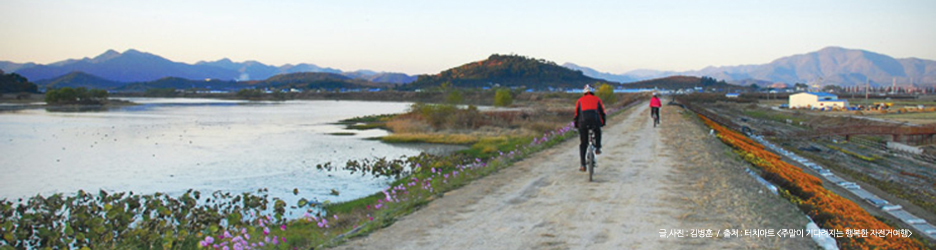 글,사진 : 김병훈 / 출처 : 터치아트 <주말이 기다려지는 행복한 자전거여행>